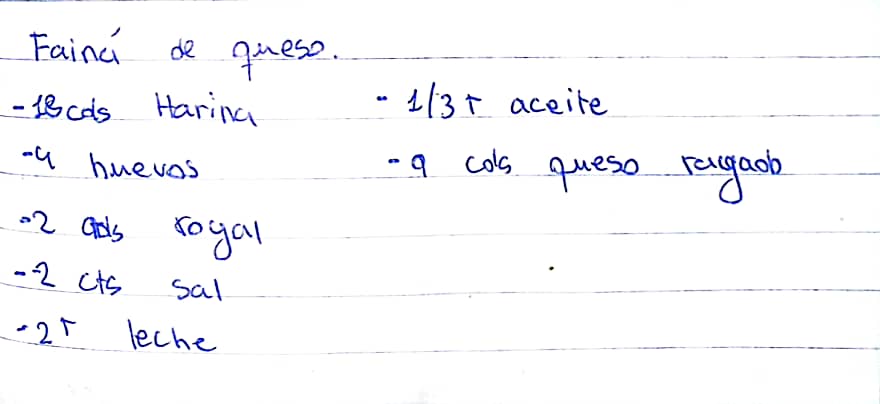 Fainá de queso.
-18 cds Harina
-4 huevos
-2 cds royal
-2 cts sal
-2 T leche
- 1/3 T aceite
- 9 cds queso rayado